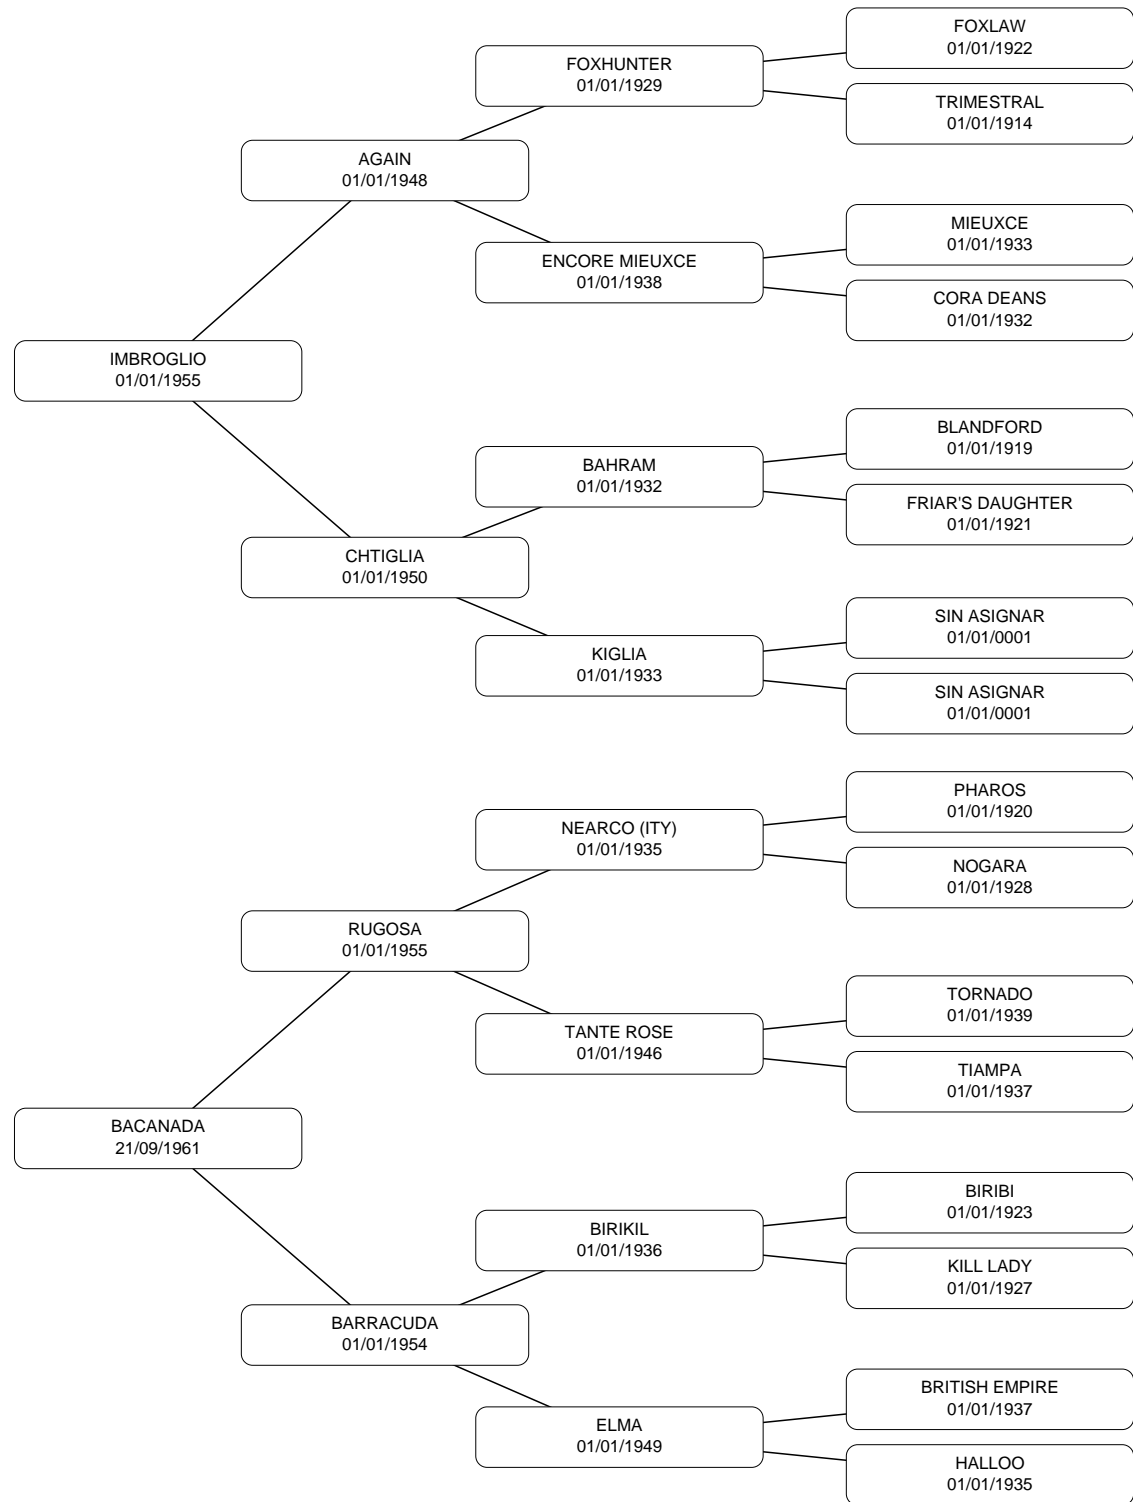 FOXLAW
01/01/1922
FOXHUNTER
01/01/1929
TRIMESTRAL
01/01/1914
AGAIN
01/01/1948
MIEUXCE
01/01/1933
ENCORE MIEUXCE
01/01/1938
CORA DEANS
01/01/1932
IMBROGLIO
01/01/1955
BLANDFORD
01/01/1919
BAHRAM
01/01/1932
FRIAR'S DAUGHTER
01/01/1921
CHTIGLIA
01/01/1950
SIN ASIGNAR
01/01/0001
KIGLIA
01/01/1933
SIN ASIGNAR
01/01/0001
PHAROS
01/01/1920
NEARCO (ITY)
01/01/1935
NOGARA
01/01/1928
RUGOSA
01/01/1955
TORNADO
01/01/1939
TANTE ROSE
01/01/1946
TIAMPA
01/01/1937
BACANADA
21/09/1961
BIRIBI
01/01/1923
BIRIKIL
01/01/1936
KILL LADY
01/01/1927
BARRACUDA
01/01/1954
BRITISH EMPIRE
01/01/1937
ELMA
01/01/1949
HALLOO
01/01/1935